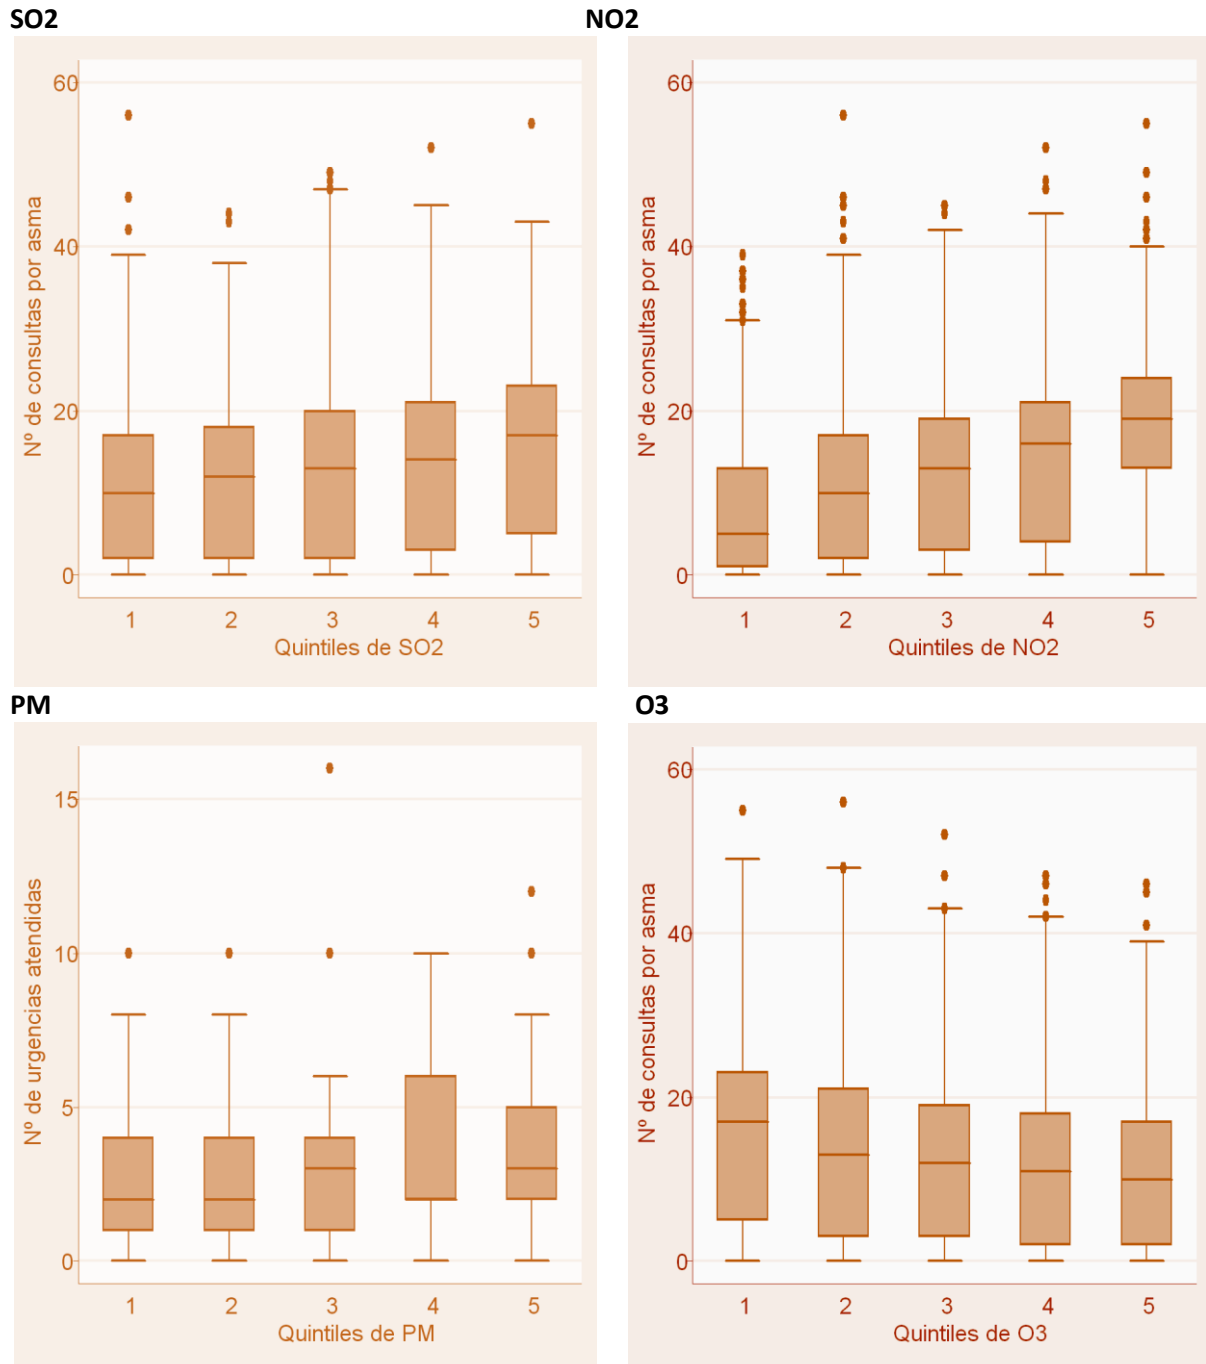 SO2
NO2
60
40
20
0
Nº de consultas por asma
1 2 3 4 5
Quintiles de SO2
60
40
20
0
Nº de consultas por asma
1 2 3 4 5
Quintiles de NO2
PM
O3
15
10
5
0
Nº de urgencias atendidas
1 2 3 4 5
Quintiles de PM
60
40
20
0
Nº de consultas por asma
1 2 3 4 5
Quintiles de O3